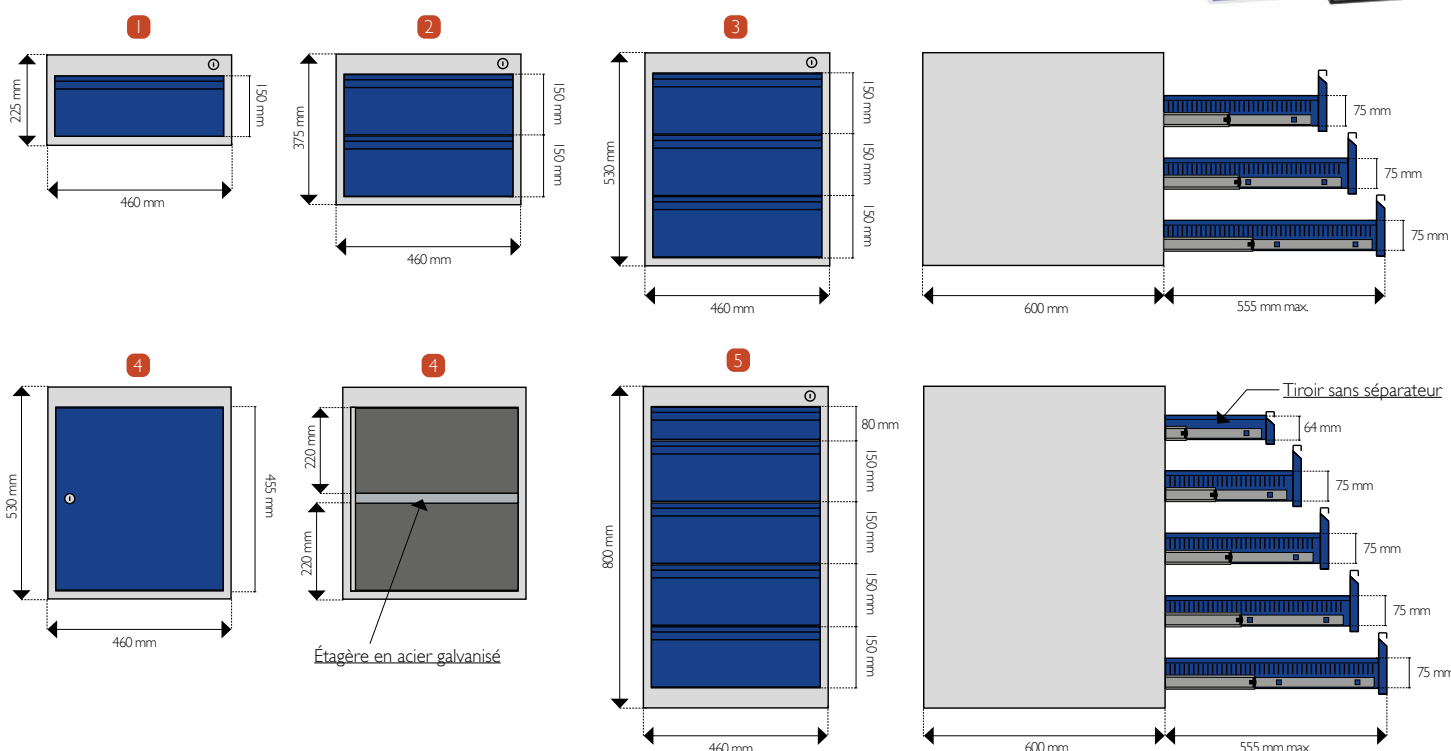 1
2
3
225 mm
150 mm
460 mm
375 mm
150 mm
150 mm
460 mm
530 mm
150 mm
150 mm
150 mm
460 mm
75 mm
75 mm
75 mm
600 mm
555 mm max.
4
4
5
530 mm
455 mm
460 mm
220 mm
220 mm
Étagère en acier galvanisé
800 mm
80 mm
150 mm
150 mm
150 mm
150 mm
460 mm
Tiroir sans séparateur
64 mm
75 mm
75 mm
75 mm
75 mm
600 mm
555 mm max.